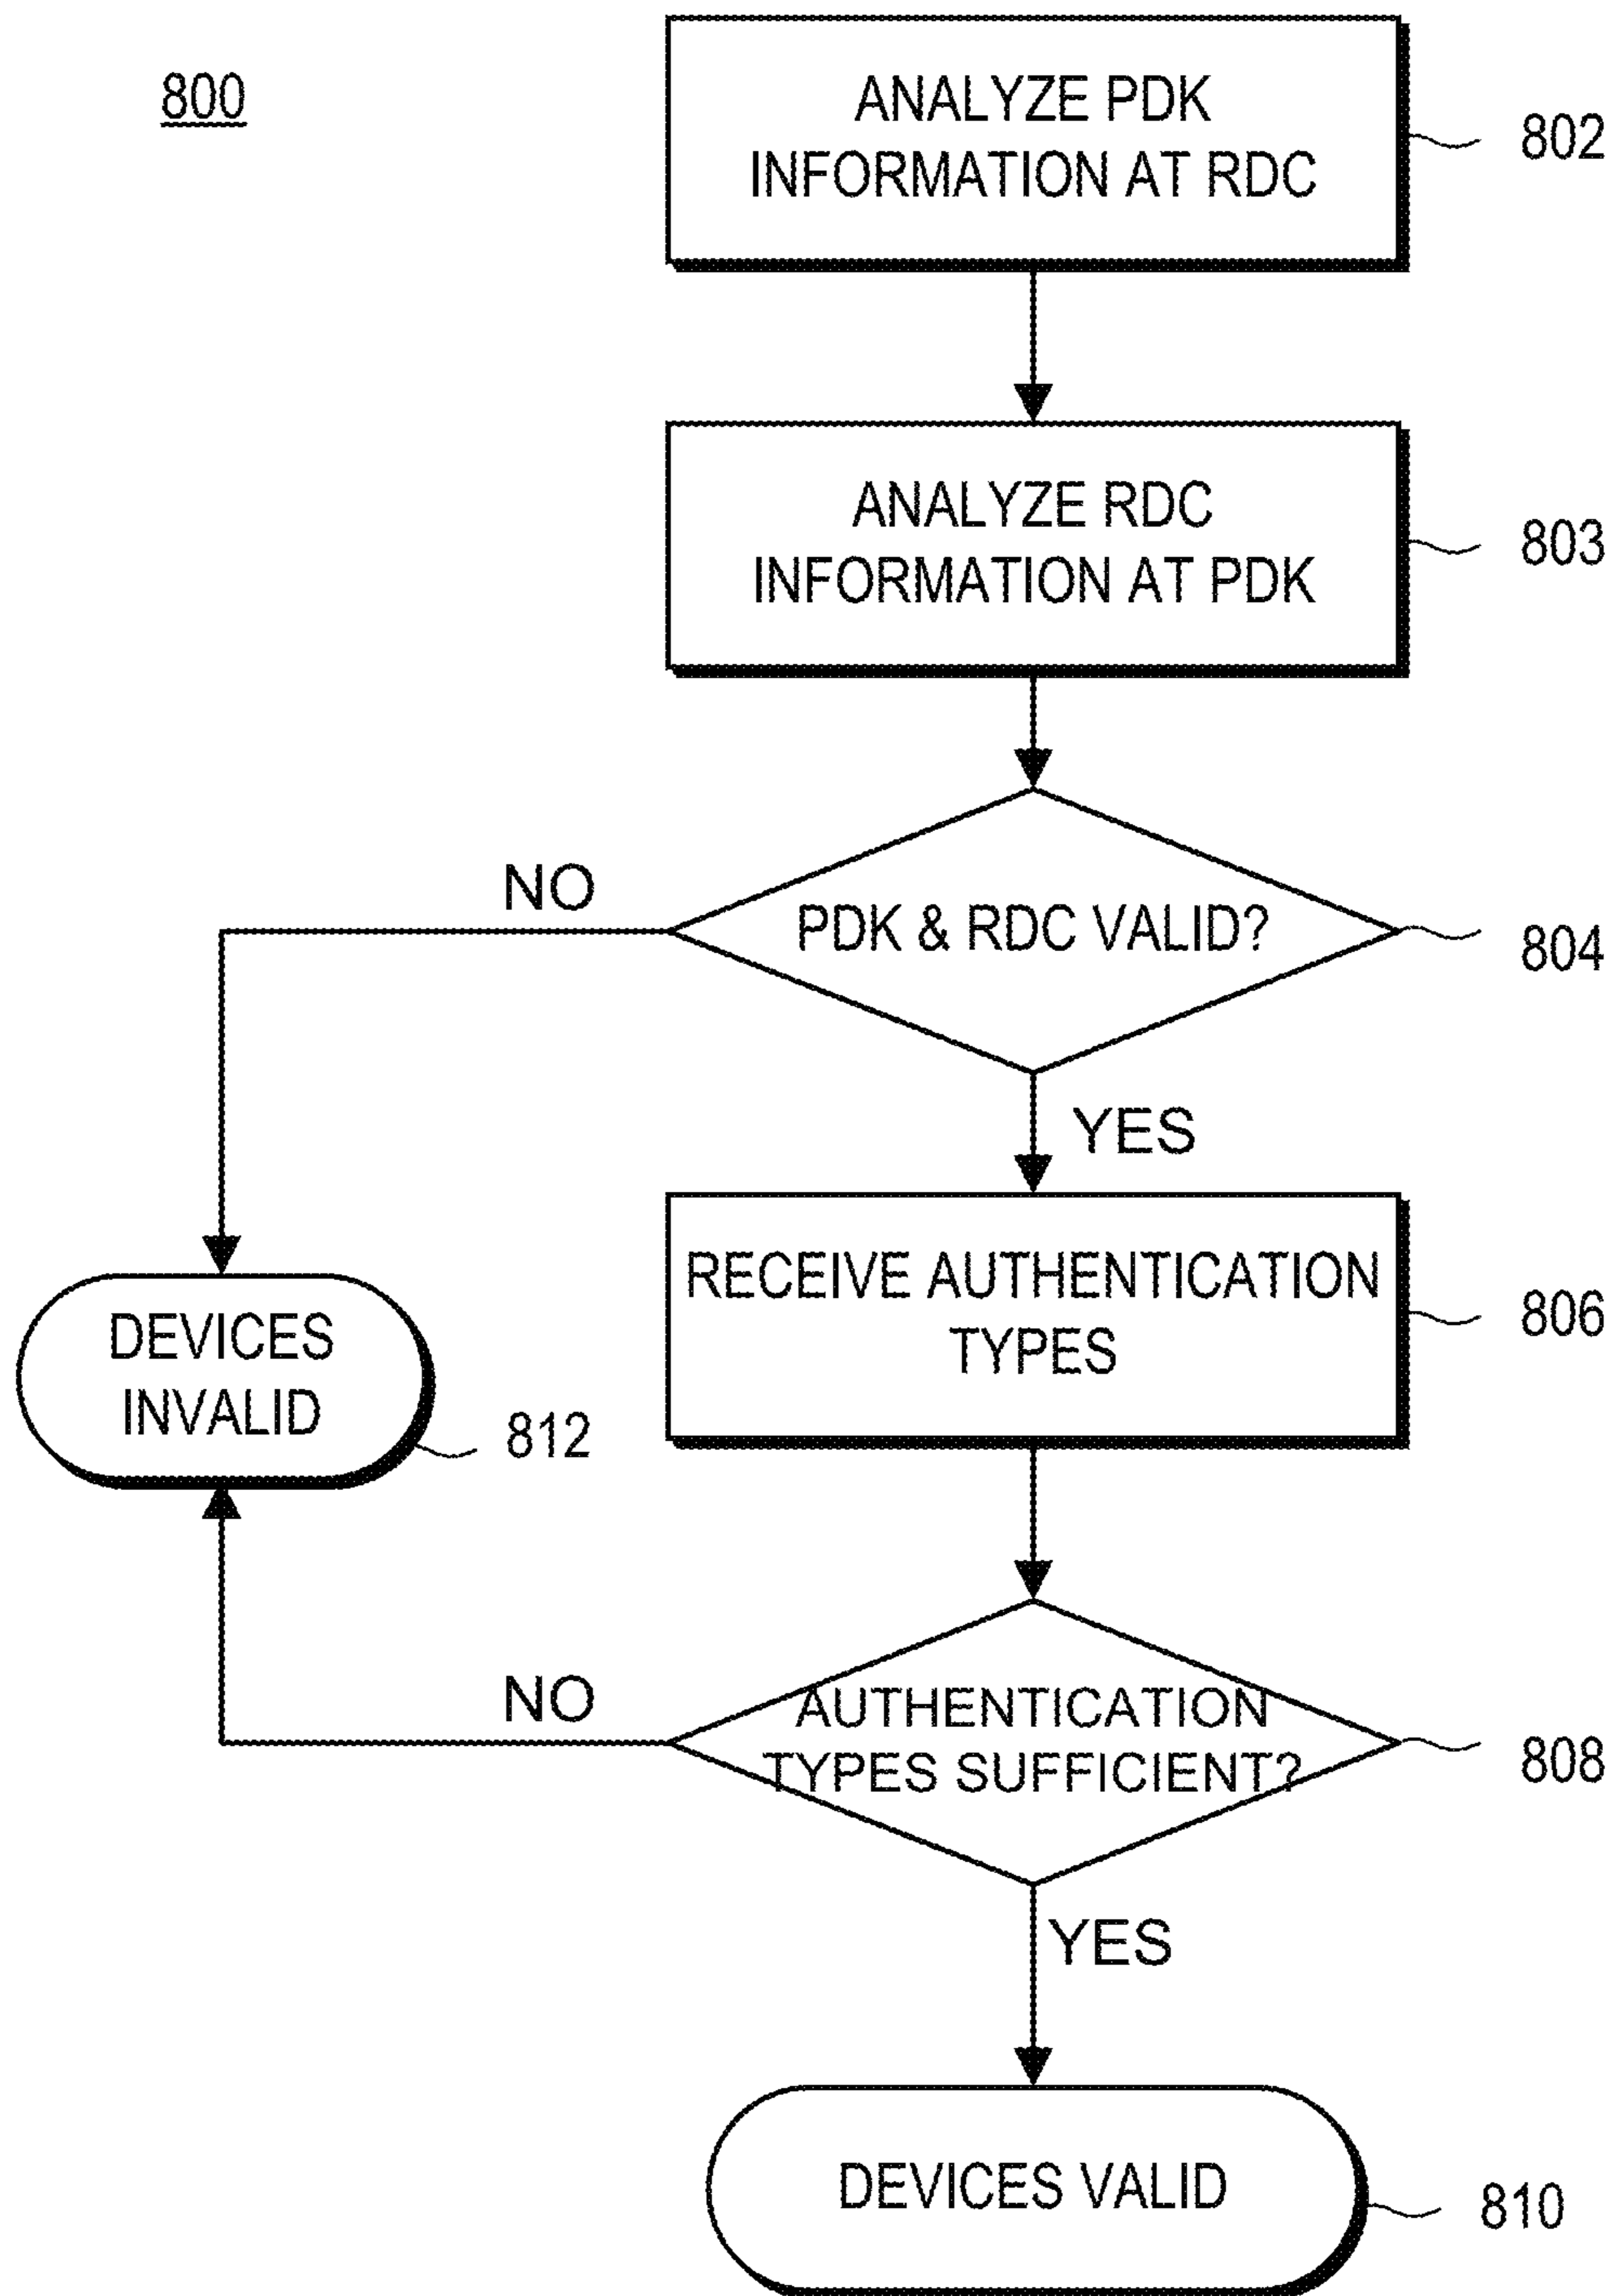 800
ANALYZE PDK
INFORMATION AT RDC
802
ANALYZE RDC
INFORMATION AT PDK
803
NO
PDK & RDC VALID?
804
YES
RECEIVE AUTHENTICATION
TYPES
806
DEVICES
INVALID
812
NO
AUTHENTICATION
TYPES SUFFICIENT?
808
YES
DEVICES VALID
810